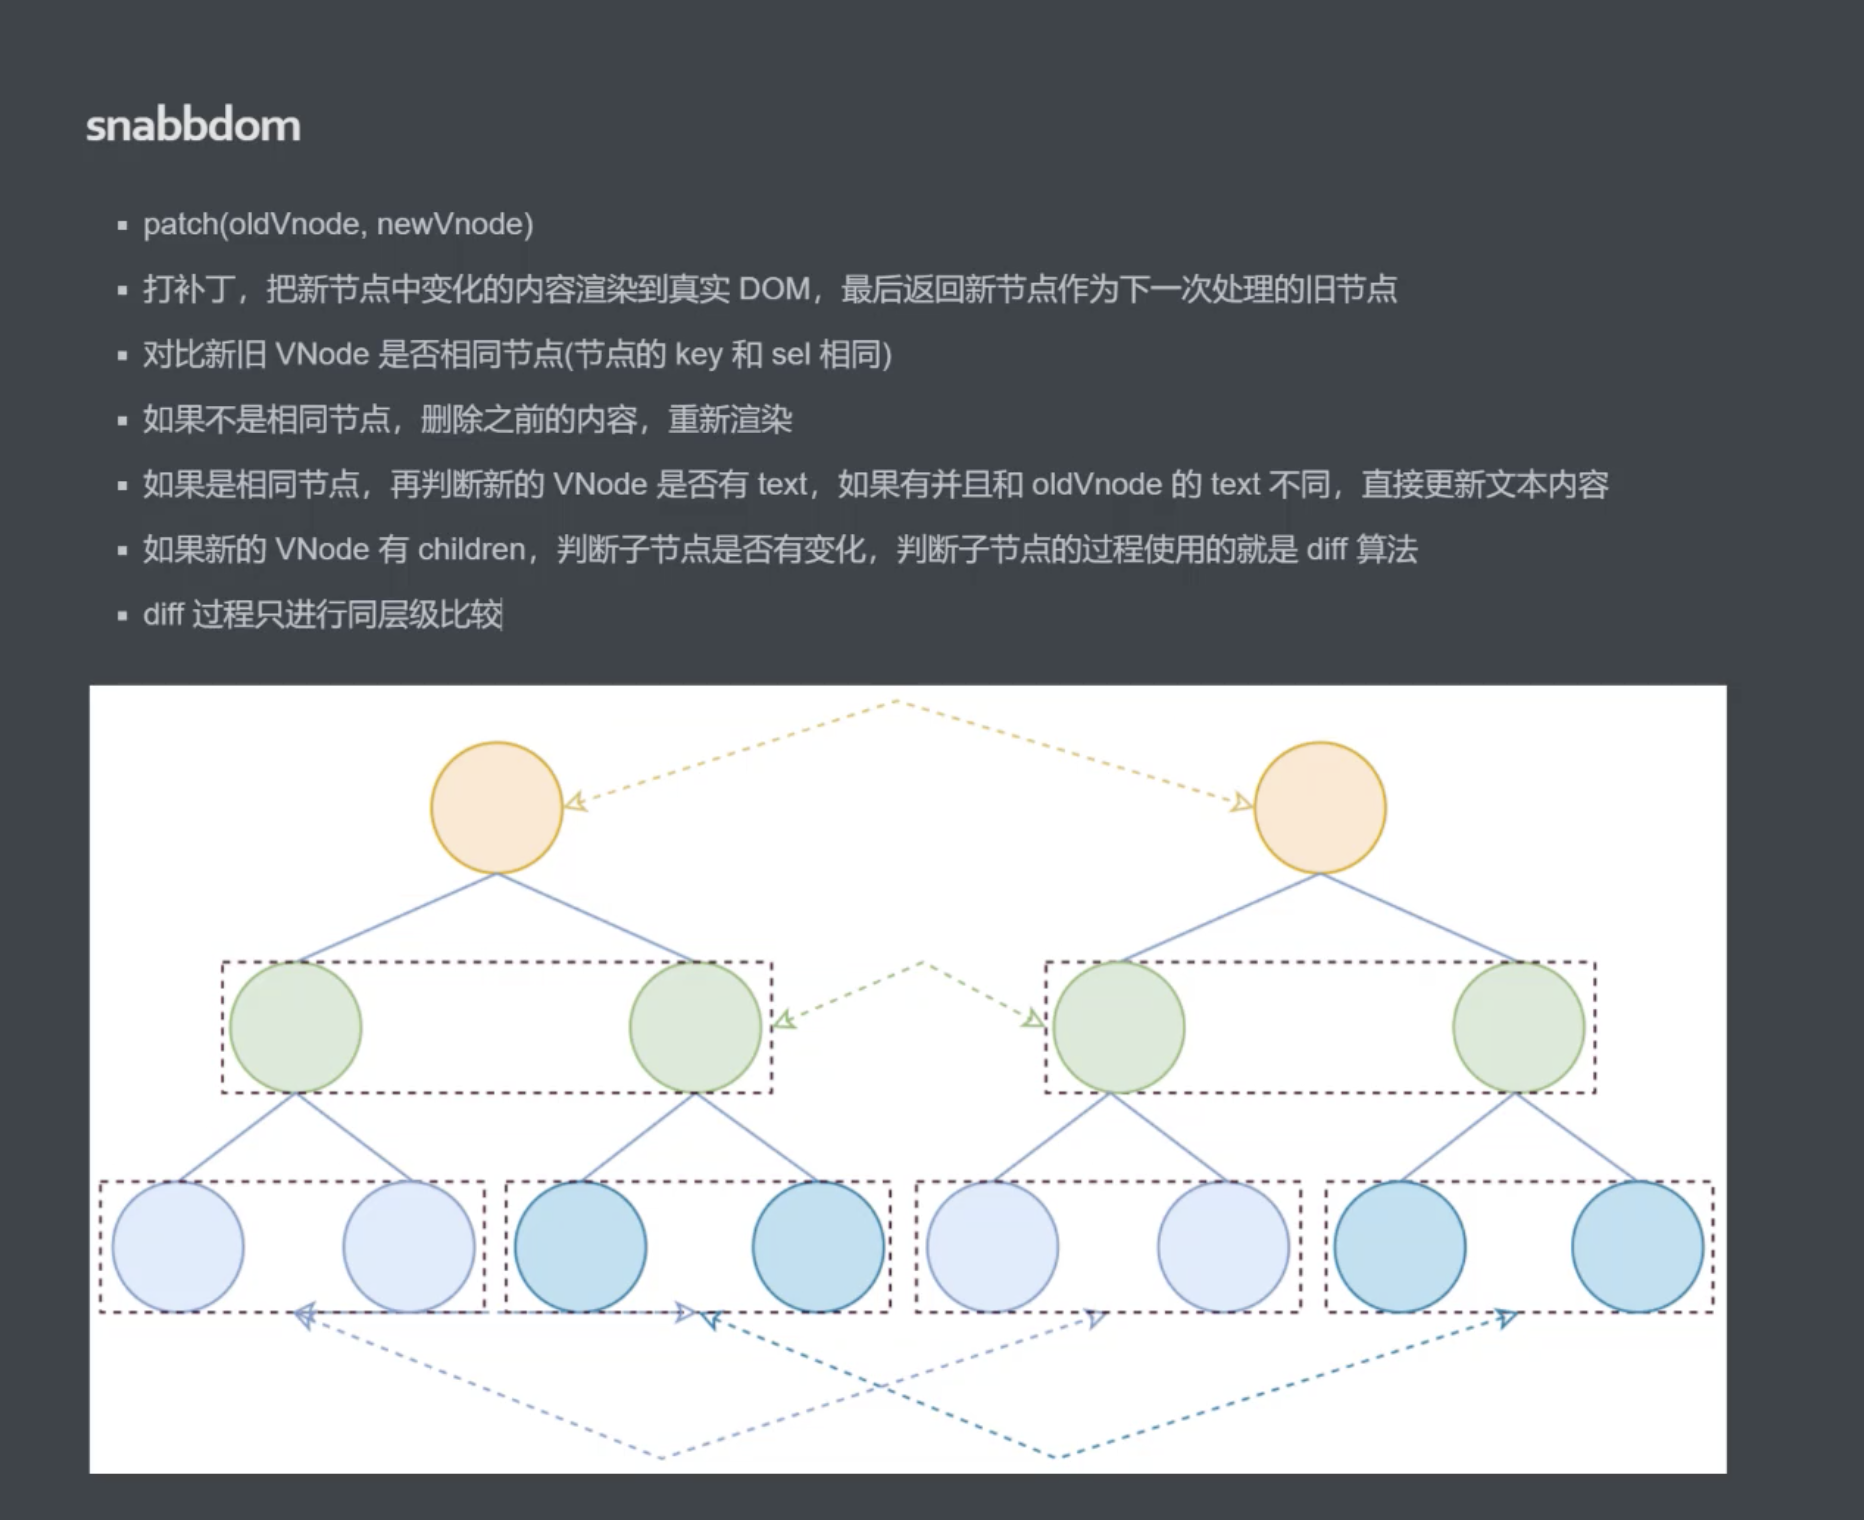 snabbdom
patch(oldVnode, newVnode)
打补丁，把新节点中变化的内容渲染到真实 DOM，最后返回新节点作为下一次处理的旧节点
对比新旧 VNode 是否相同节点(节点的 key 和 sel 相同)
如果不是相同节点，删除之前的内容，重新渲染
如果是相同节点，再判断新的 VNode 是否有 text，如果有并且和 oldVnode 的 text 不同，直接更新文本内容
如果新的 VNode 有 children，判断子节点是否有变化，判断子节点的过程使用的就是 diff 算法
diff 过程只进行同层级比较